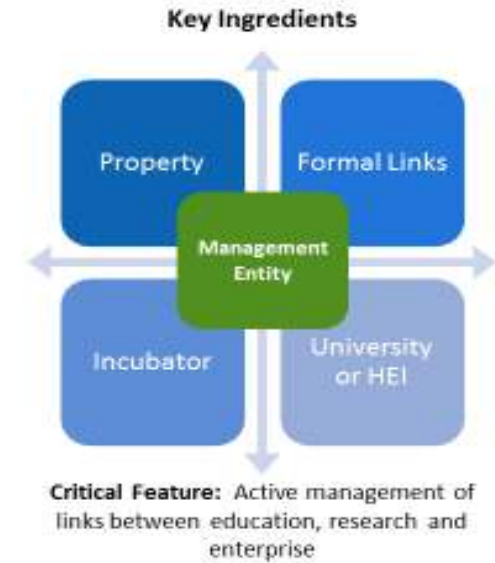 Key Ingredients
Property
Formal Links
Management
Entity
Incubator
University
or HEI
Critical Feature: Active management of
links between education, research and
enterprise